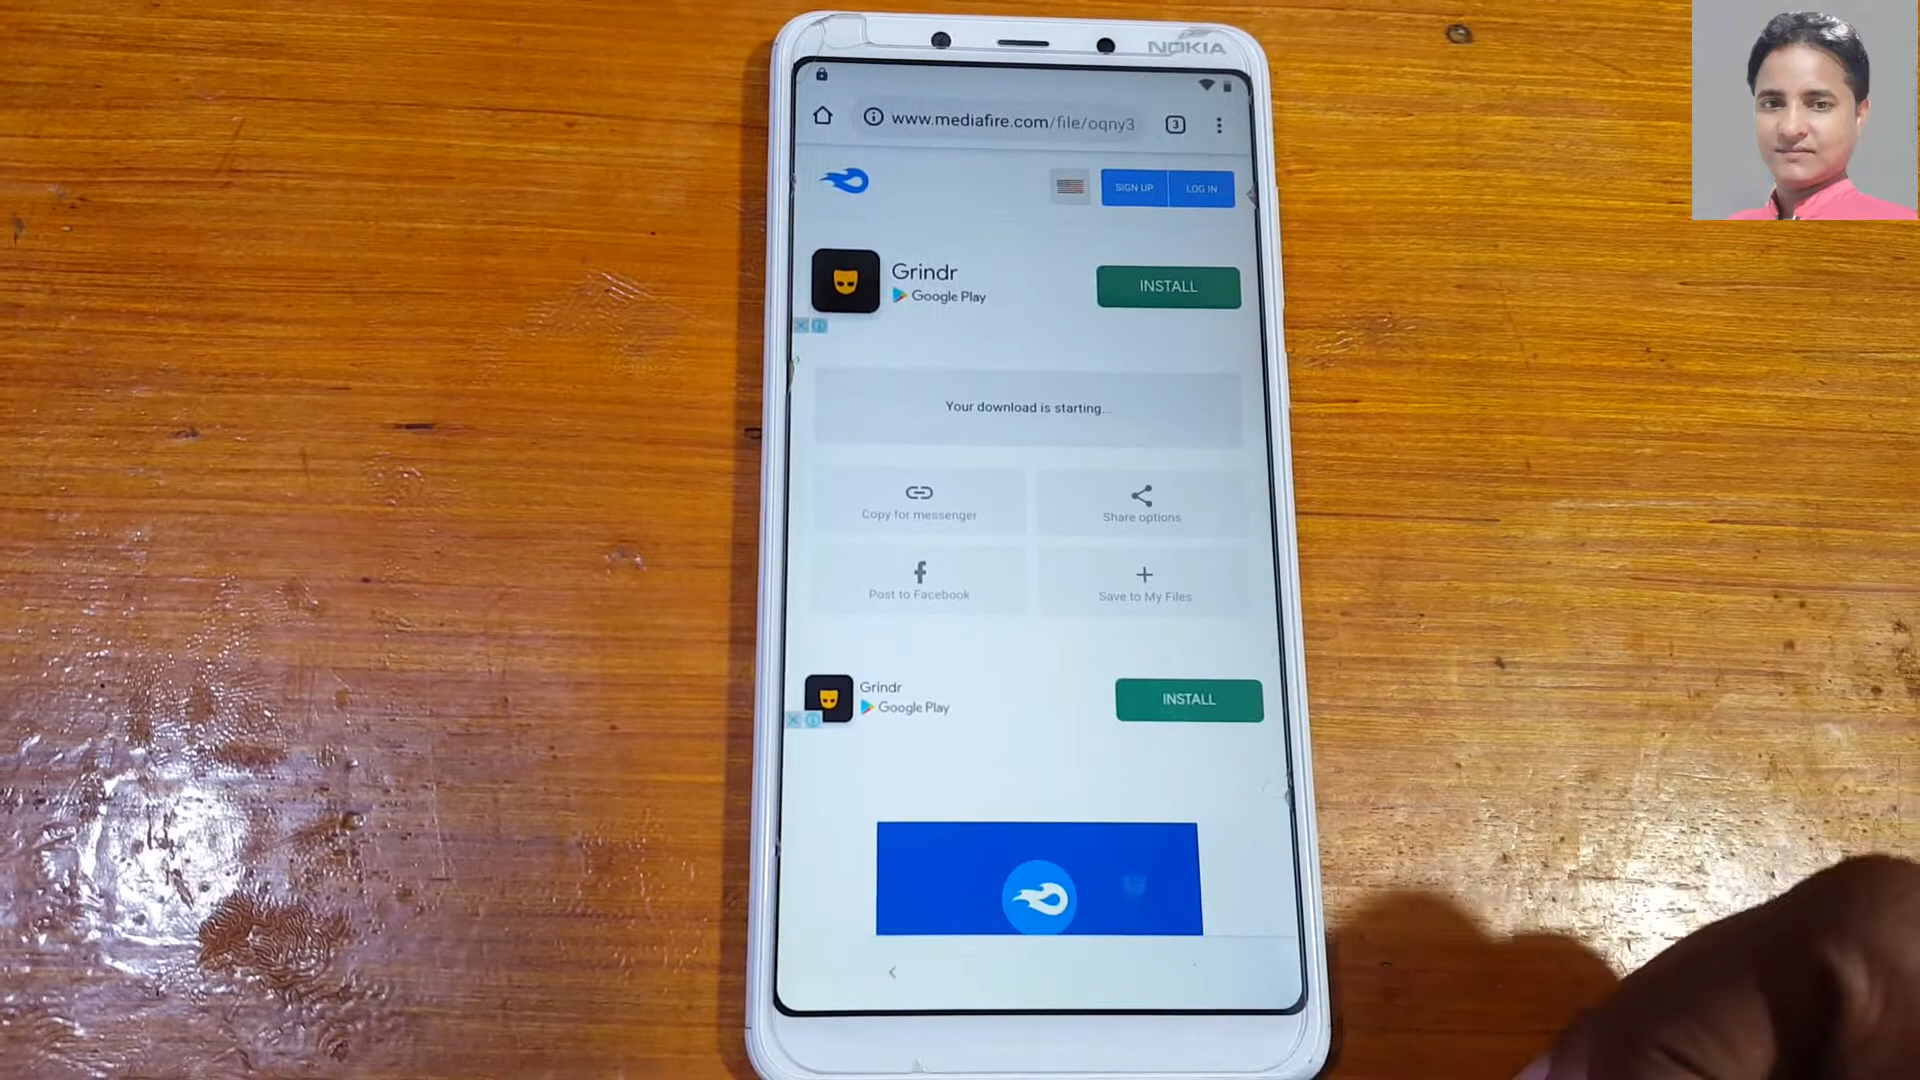 NOKIA
www.mediafire.com/file/oqny3
3
SIGN UP
LOG IN
Grindr
Google Play
INSTALL
Your download is starting...
Copy for messenger
Share options
Post to Facebook
Save to My Files
Grindr
Google Play
INSTALL